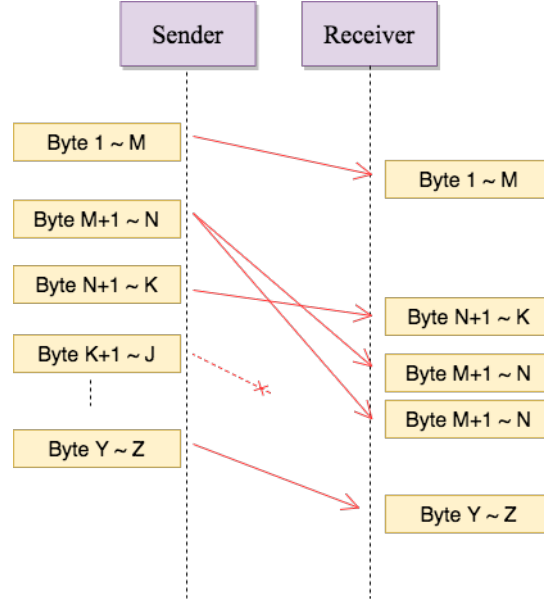 Sender
Receiver
Byte 1 ~ M
Byte 1 ~ M
Byte M+1 ~ N
Byte N+1 ~ K
Byte N+1 ~ K
Byte K+1 ~ J
Byte M+1 ~ N
Byte M+1 ~ N
Byte Y ~ Z
Byte Y ~ Z